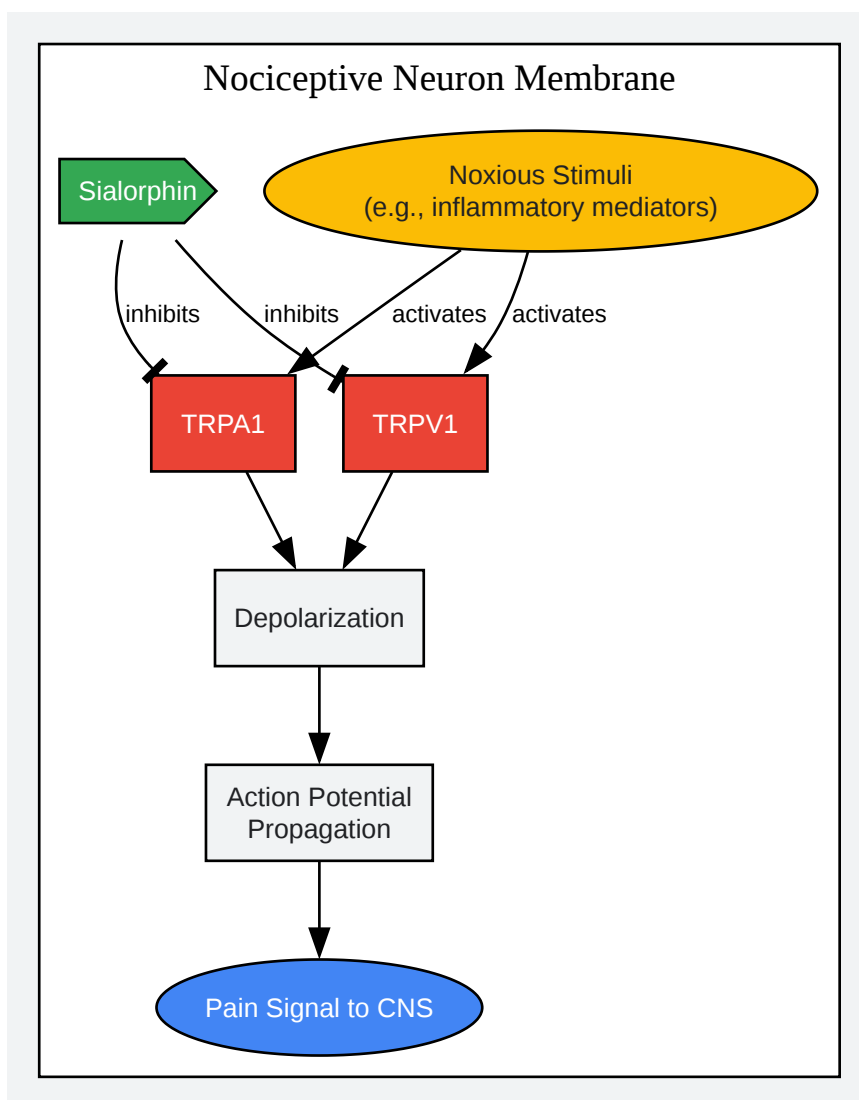 Nociceptive Neuron Membrane
Sialorphin
Noxious Stimuli
(e.g., inflammatory mediators)
inhibits
inhibits
activates
activates
TRPA1
TRPV1
Depolarization
Action Potential
Propagation
Pain Signal to CNS